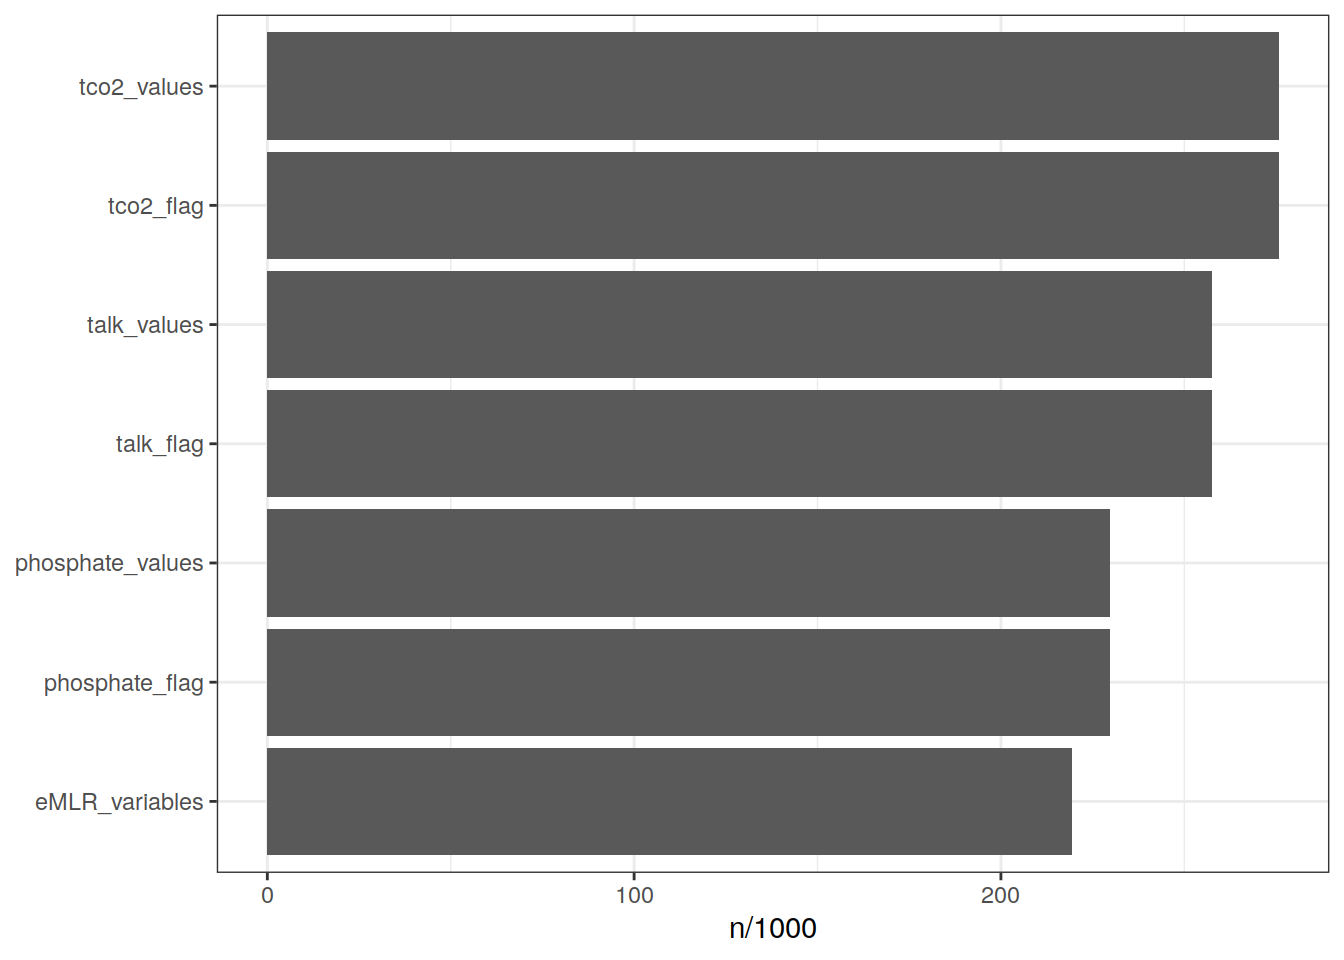 tco2_values
tco2_flag
talk_values
talk_flag
phosphate_values
phosphate_flag
eMLR_variables
0 100 200
n/1000